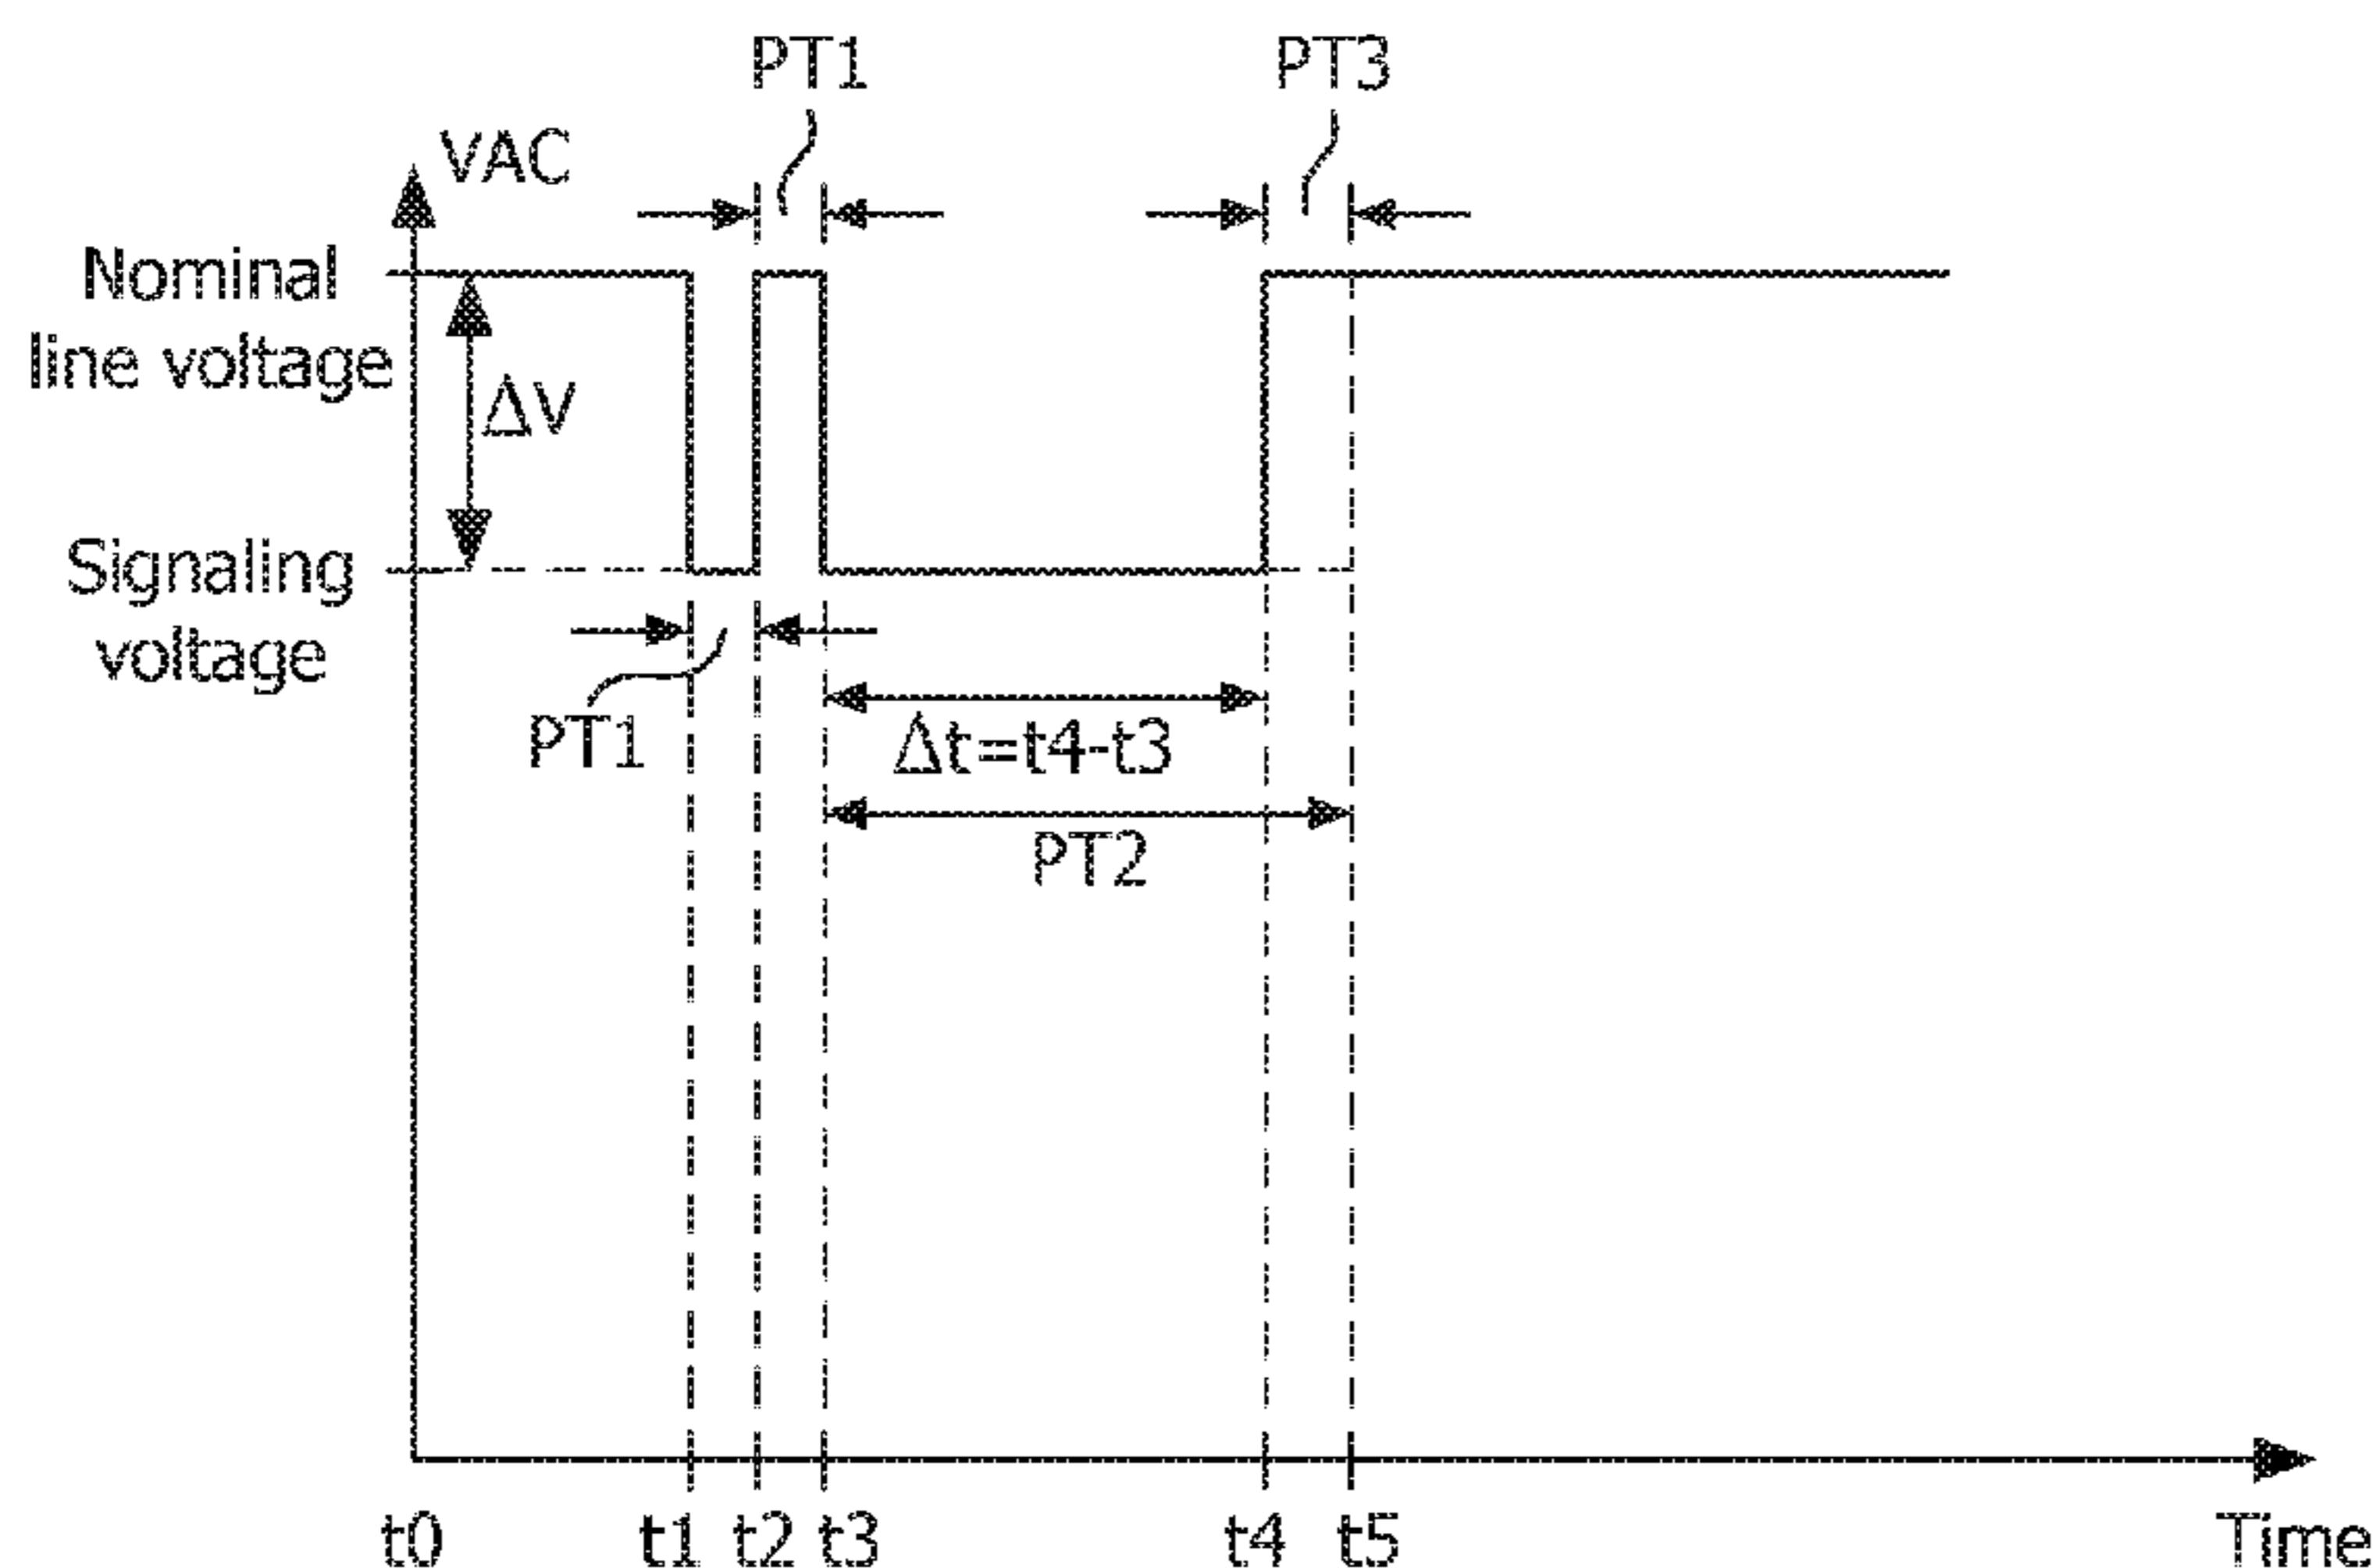 PT1
PT3
VAC
Nominal
line voltage
ΔV
Signaling
voltage
PT1
Δt=t4-t3
PT2
t0
t1
t2
t3
t4
t5
Time